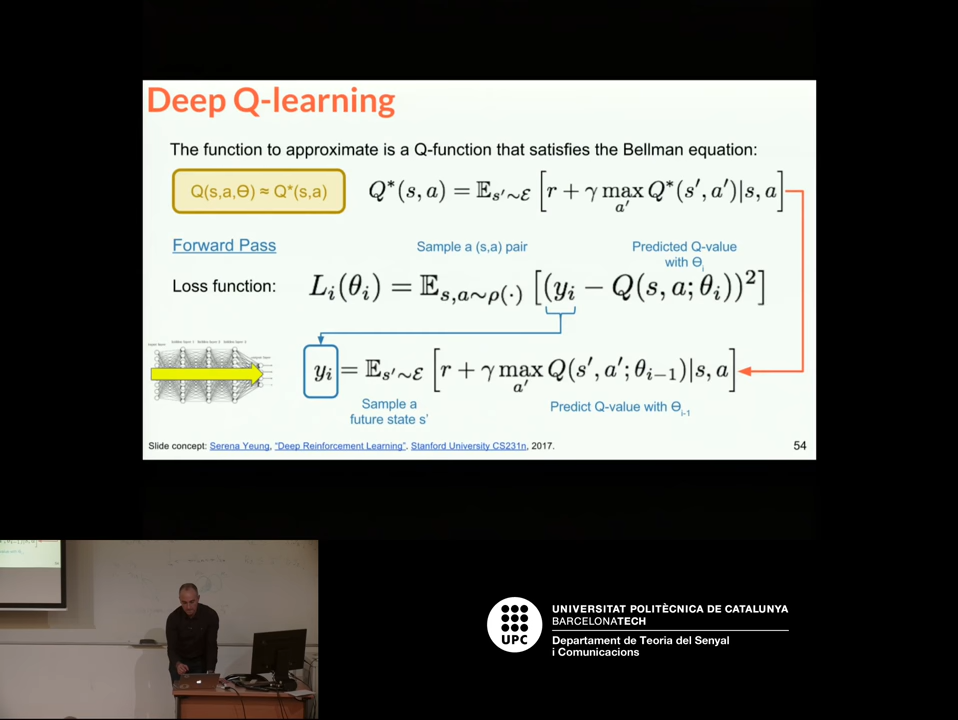 Deep Q-learning
The function to approximate is a Q-function that satisfies the Bellman equation:
Q(s,a,Θ) ≈ Q*(s,a)
Q*(s, a) = 𝔼_{s'∼ℰ} [r + γ max_{a'} Q*(s', a')|s, a]
Forward Pass
Sample a (s,a) pair
Predicted Q-value
with Θ_i
Loss function:
L_i(θ_i) = 𝔼_{s,a∼ρ(·)} [(y_i − Q(s, a; θ_i))²]
y_i = 𝔼_{s'∼ℰ} [r + γ max_{a'} Q(s', a'; θ_{i−1})|s, a]
Sample a
future state s'
Predict Q-value with Θ_{i-1}
Slide concept: Serena Yeung, “Deep Reinforcement Learning”. Stanford University CS231n, 2017.
54
UPC
UNIVERSITAT POLITÈCNICA DE CATALUNYA
BARCELONATECH
Departament de Teoria del Senyal
i Comunicacions